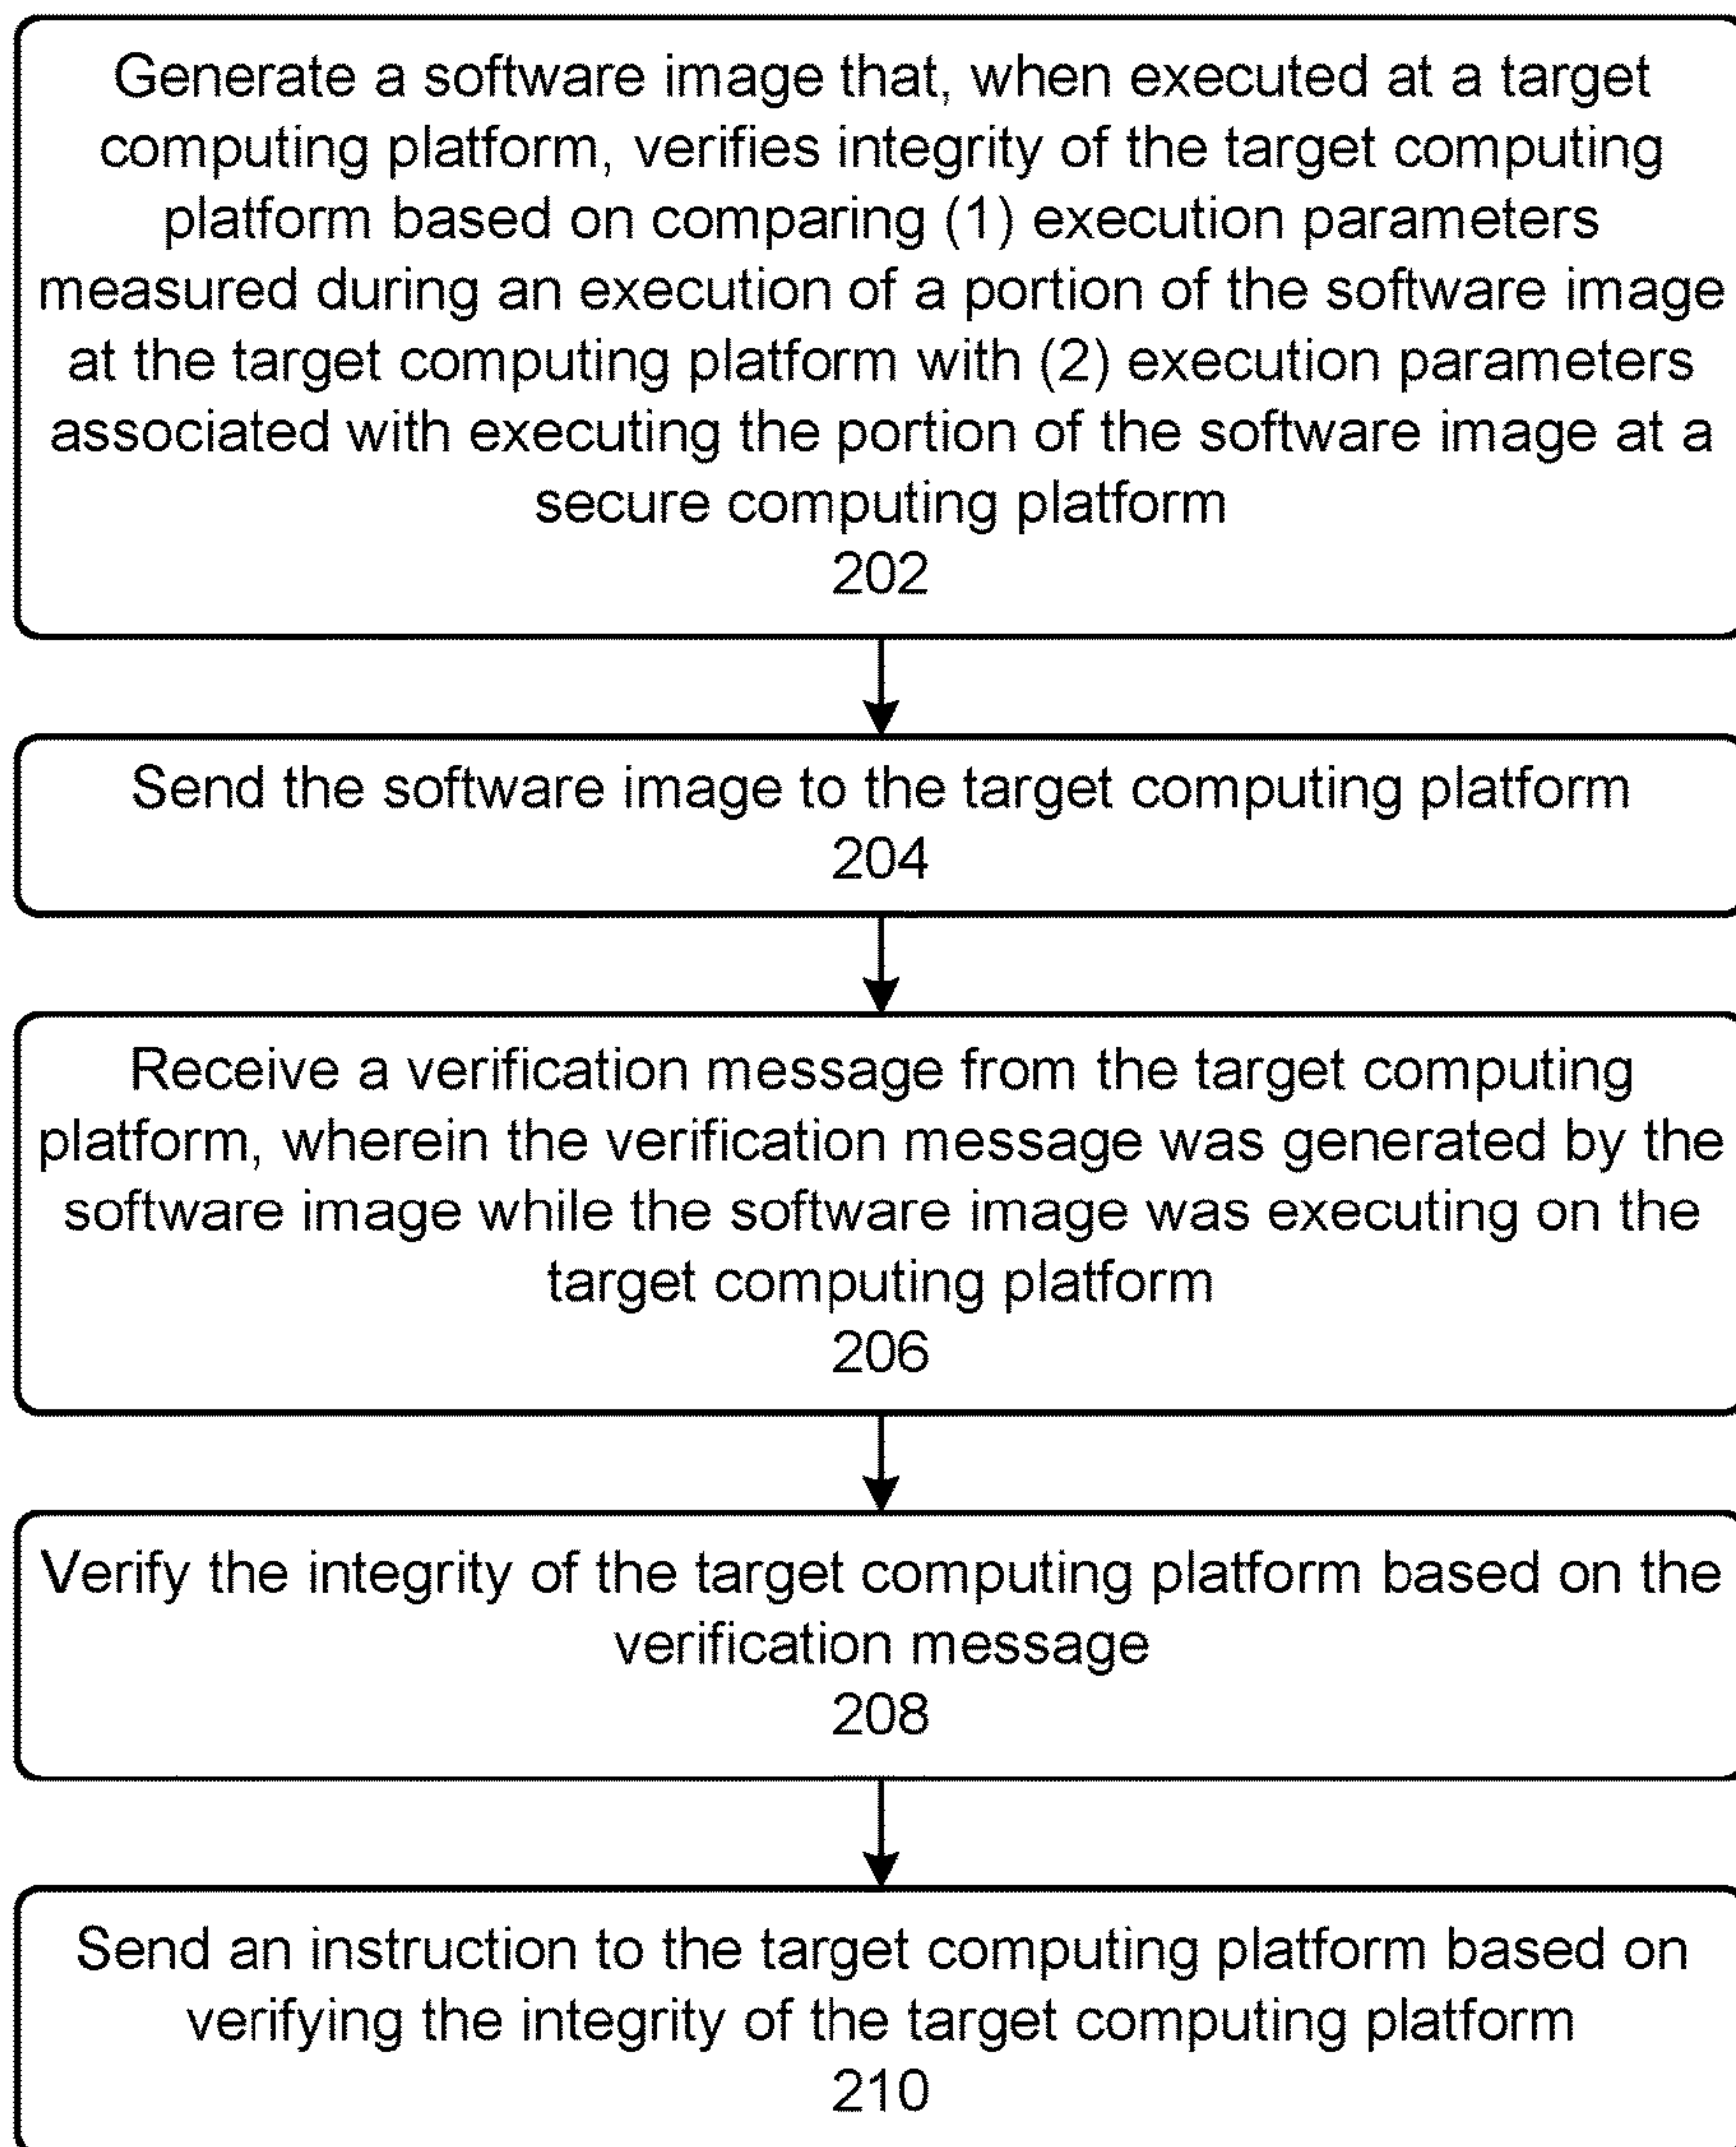 Generate a software image that, when executed at a target
computing platform, verifies integrity of the target computing
platform based on comparing (1) execution parameters
measured during an execution of a portion of the software image
at the target computing platform with (2) execution parameters
associated with executing the portion of the software image at a
secure computing platform
202
Send the software image to the target computing platform
204
Receive a verification message from the target computing
platform, wherein the verification message was generated by the
software image while the software image was executing on the
target computing platform
206
Verify the integrity of the target computing platform based on the
verification message
208
Send an instruction to the target computing platform based on
verifying the integrity of the target computing platform
210